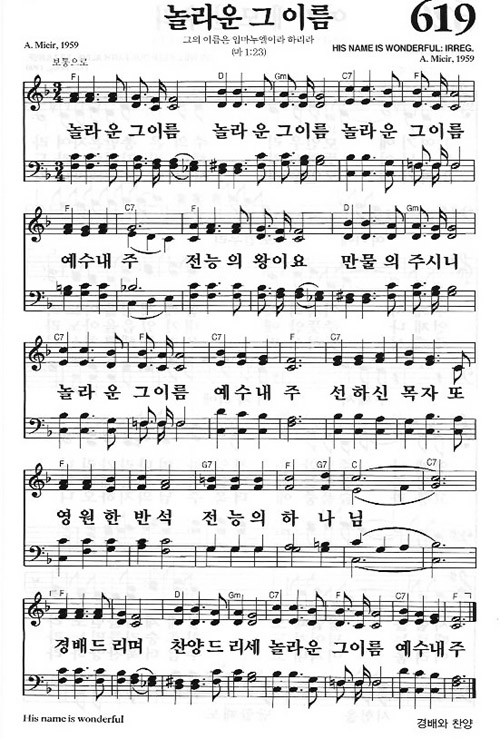 놀라운 그 이름
619
그의 이름은 임마누엘이라 하리라
(마 1:23)
A. Mieir, 1959
HIS NAME IS WONDERFUL: IRREG.
A. Mieir, 1959
보통으로
F D Gm C7 F
놀라운 그이름 놀라운 그이름 놀라운 그이름
F C7 F D Gm
예수내 주 전능의 왕이요 만물의 주시니
C7 F C7 F C7
놀라운 그이름 예수내 주 선하신 목자 또
F G7 F G7 C C7
영원한 반석 전능의 하 나 님
F D Gm C7 F
경배드리며 찬양드리세 놀라운 그이름 예수내주
His name is wonderful
경배와 찬양